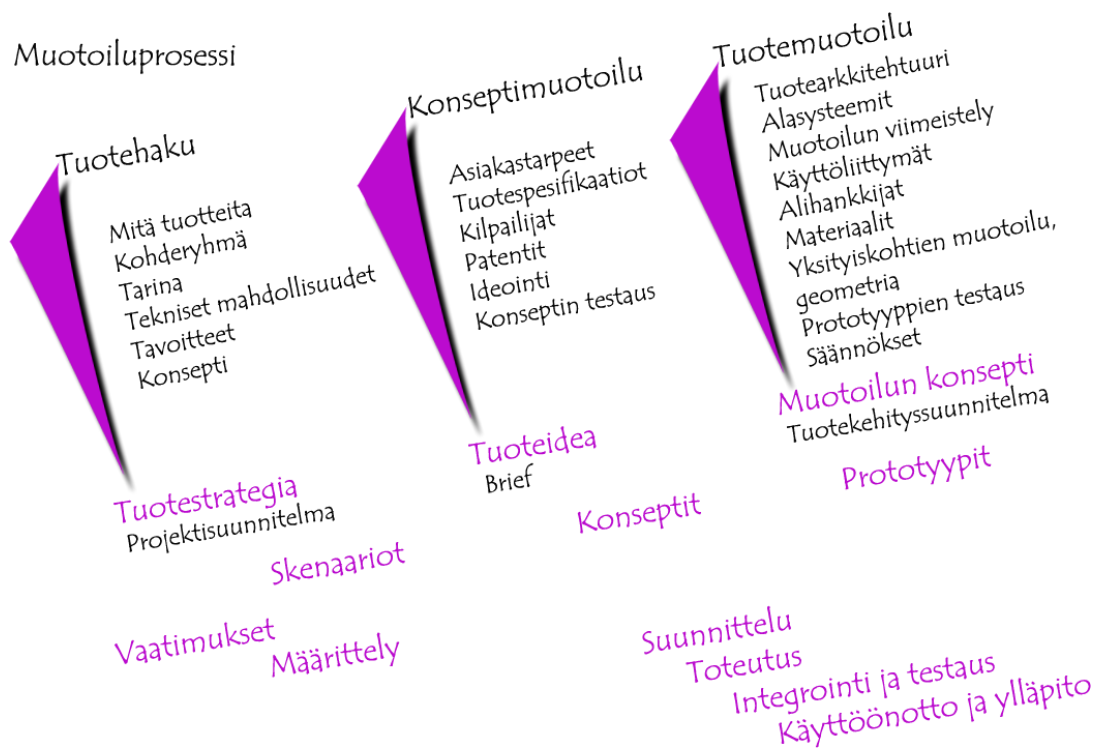 Muotoiluprosessi
Tuotehaku
Mitä tuotteita
Kohderyhmä
Tarina
Tekniset mahdollisuudet
Tavoitteet
Konsepti
Tuotestrategia
Projektisuunnitelma
Skenaariot
Vaatimukset
Määrittely
Konseptimuotoilu
Asiakastarpeet
Tuotespesifikaatiot
Kilpailijat
Patentit
Ideointi
Konseptin testaus
Tuoteidea
Brief
Konseptit
Tuotemuotoilu
Tuotearkkitehtuuri
Alasysteemit
Muotoilun viimeistely
Käyttöliittymät
Alihankkijat
Materiaalit
Yksityiskohtien muotoilu,
geometria
Prototyyppien testaus
Säännökset
Muotoilun konsepti
Tuotekehityssuunnitelma
Prototyypit
Suunnittelu
Toteutus
Integrointi ja testaus
Käyttöönotto ja ylläpito